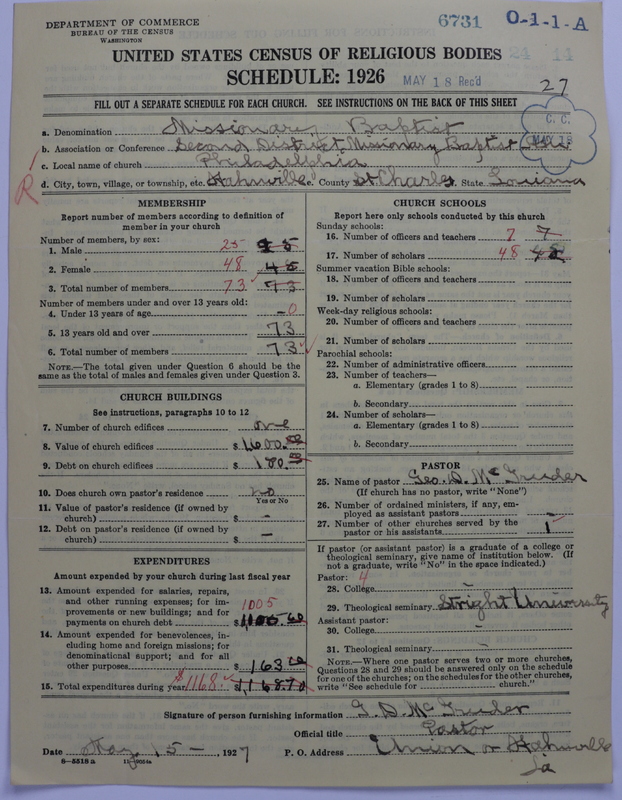 DEPARTMENT OF COMMERCE
BUREAU OF THE CENSUS
WASHINGTON
6731 O-1-1-A
24 14
UNITED STATES CENSUS OF RELIGIOUS BODIES
SCHEDULE: 1926
MAY 18 Rec'd
27
FILL OUT A SEPARATE SCHEDULE FOR EACH CHURCH. SEE INSTRUCTIONS ON THE BACK OF THIS SHEET
C. C.
MAY 18
R
a. Denomination Missionary Baptist
b. Association or Conference Second District Missionary Baptist
c. Local name of church Philadelphia
d. City, town, village, or township, etc. Hahnville e. County St Charles f. State Louisiana
MEMBERSHIP
Report number of members according to definition of
member in your church
Number of members, by sex:
1. Male 25
2. Female 48 48
3. Total number of members 73 73
Number of members under and over 13 years old:
4. Under 13 years of age - 0
5. 13 years old and over 73
6. Total number of members 73
NOTE.—The total given under Question 6 should be
same as the total of males and females given under Question 3.
CHURCH BUILDINGS
See instructions, paragraphs 10 to 12
7. Number of church edifices one
8. Value of church edifices $ 1,600.00
9. Debt on church edifices $ 180.00
10. Does church own pastor's residence no
Yes or No
11. Value of pastor's residence (if owned by
church) $ -
12. Debt on pastor's residence (if owned by
church) $ -
EXPENDITURES
Amount expended by your church during last fiscal year
13. Amount expended for salaries, repairs,
and other running expenses; for im-
provements or new buildings; and for
payments on church debt $ 1005
14. Amount expended for benevolences, in-
cluding home and foreign missions; for
denominational support; and for all
other purposes $ 163
15. Total expenditures during year $1168 $1,168.70
CHURCH SCHOOLS
Report here only schools conducted by this church
Sunday schools:
16. Number of officers and teachers 7 7
17. Number of scholars 48 48
Summer vacation Bible schools:
18. Number of officers and teachers
19. Number of scholars
Week-day religious schools:
20. Number of officers and teachers
21. Number of scholars
Parochial schools:
22. Number of administrative officers
23. Number of teachers—
a. Elementary (grades 1 to 8)
b. Secondary
24. Number of scholars—
a. Elementary (grades 1 to 8)
b. Secondary
PASTOR
25. Name of pastor Geo. D. McGruder
(If church has no pastor, write "None")
26. Number of ordained ministers, if any, em-
ployed as assistant pastors -
27. Number of other churches served by the
pastor or his assistants 1
If pastor (or assistant pastor) is a graduate of a college or
theological seminary, give name of institution below. (If
not a graduate, write "No" in the space indicated.)
Pastor: 4
28. College -
29. Theological seminary Straight University
Assistant pastor:
30. College
31. Theological seminary -
NOTE.—Where one pastor serves two or more churches,
Questions 28 and 29 should be answered only on the schedule
for one of the churches; on the schedules for the other churches,
write "See schedule for church."
Signature of person furnishing information G. D. McGruder
Official title Pastor
Date May 15 - , 1927 P. O. Address Union or Hahnville
La
8-5518 a